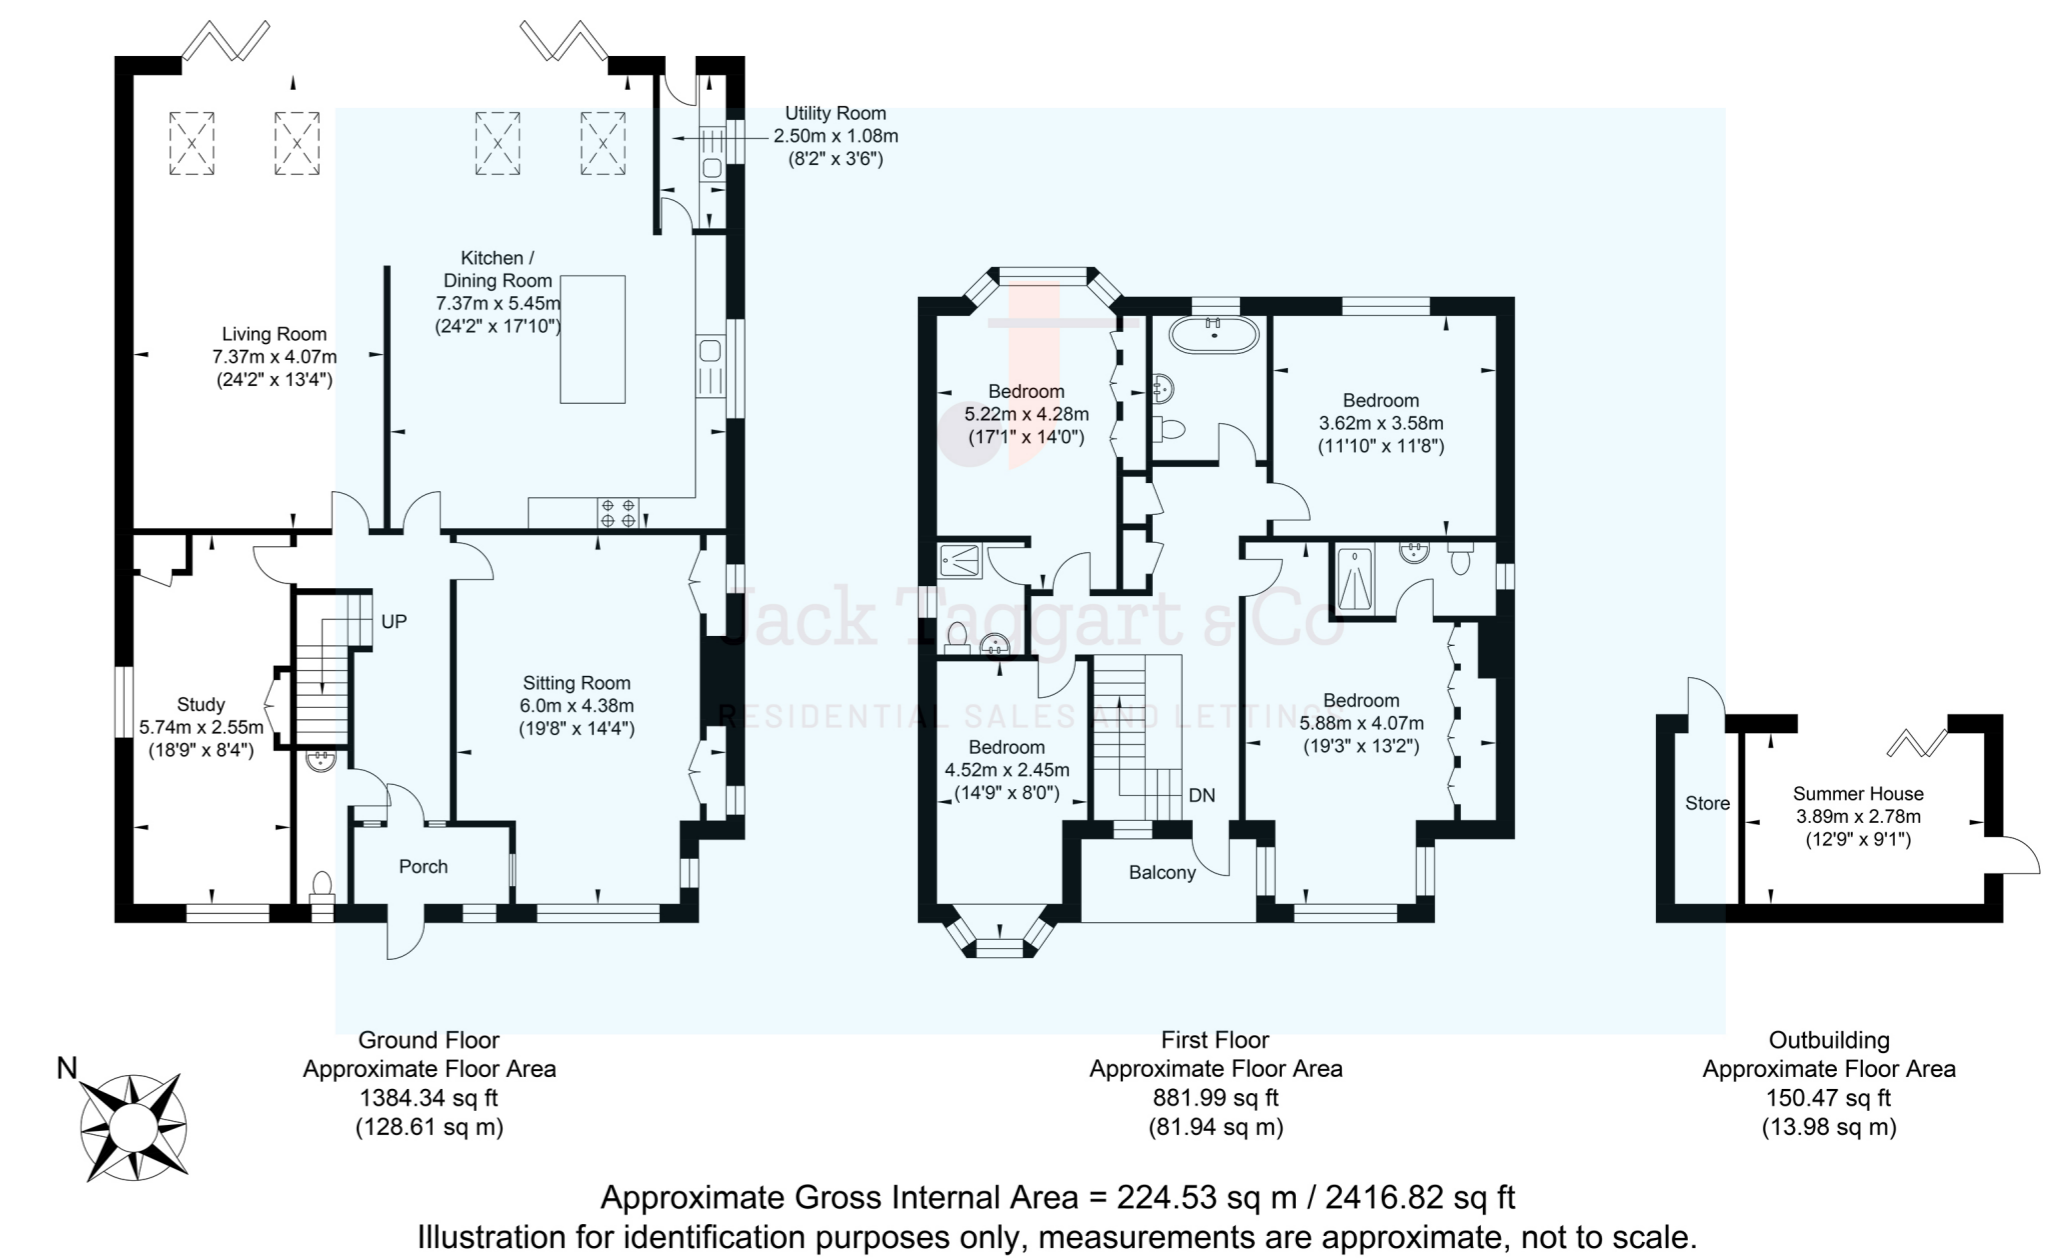 Utility Room
2.50m x 1.08m
(8'2" x 3'6")
Kitchen /
Dining Room
7.37m x 5.45m
(24'2" x 17'10")
Living Room
7.37m x 4.07m
(24'2" x 13'4")
UP
Sitting Room
6.0m x 4.38m
(19'8" x 14'4")
Study
5.74m x 2.55m
(18'9" x 8'4")
Porch
Bedroom
5.22m x 4.28m
(17'1" x 14'0")
Bedroom
3.62m x 3.58m
(11'10" x 11'8")
Jack Taggart & Co
RESIDENTIAL SALES AND LETTINGS
Bedroom
5.88m x 4.07m
(19'3" x 13'2")
Bedroom
4.52m x 2.45m
(14'9" x 8'0")
DN
Balcony
Store
Summer House
3.89m x 2.78m
(12'9" x 9'1")
N
Ground Floor
Approximate Floor Area
1384.34 sq ft
(128.61 sq m)
First Floor
Approximate Floor Area
881.99 sq ft
(81.94 sq m)
Outbuilding
Approximate Floor Area
150.47 sq ft
(13.98 sq m)
Approximate Gross Internal Area = 224.53 sq m / 2416.82 sq ft
Illustration for identification purposes only, measurements are approximate, not to scale.